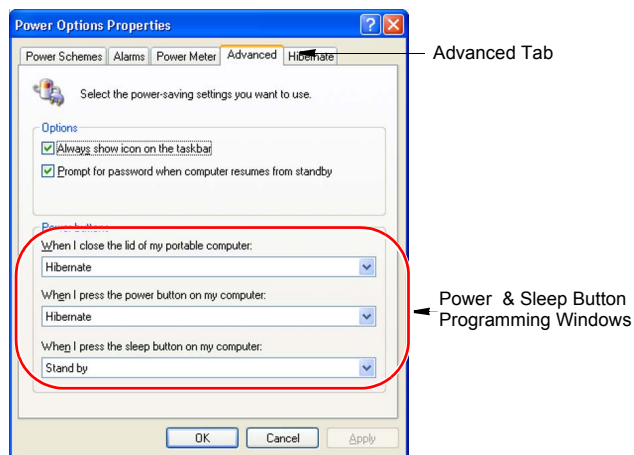 Power Options Properties
Power Schemes Alarms Power Meter Advanced Hibernate
Advanced Tab
Select the power-saving settings you want to use.
Options
Always show icon on the taskbar
Prompt for password when computer resumes from standby
Power buttons
When I close the lid of my portable computer:
Hibernate
When I press the power button on my computer:
Hibernate
Power & Sleep Button
Programming Windows
When I press the sleep button on my computer:
Stand by
OK Cancel Apply